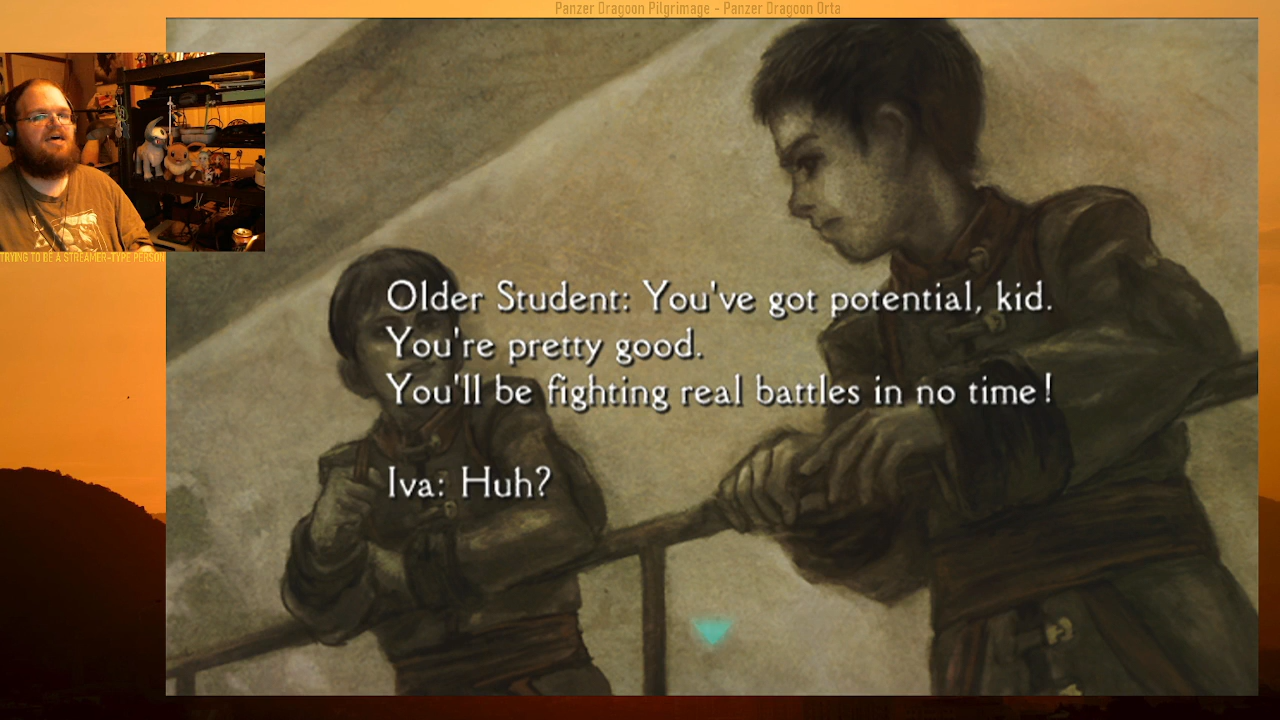 Panzer Dragoon Pilgrimage - Panzer Dragoon Orta
TRYING TO BE A STREAMER-TYPE PERSON
Older Student: You've got potential, kid.
You're pretty good.
You'll be fighting real battles in no time!
Iva: Huh?